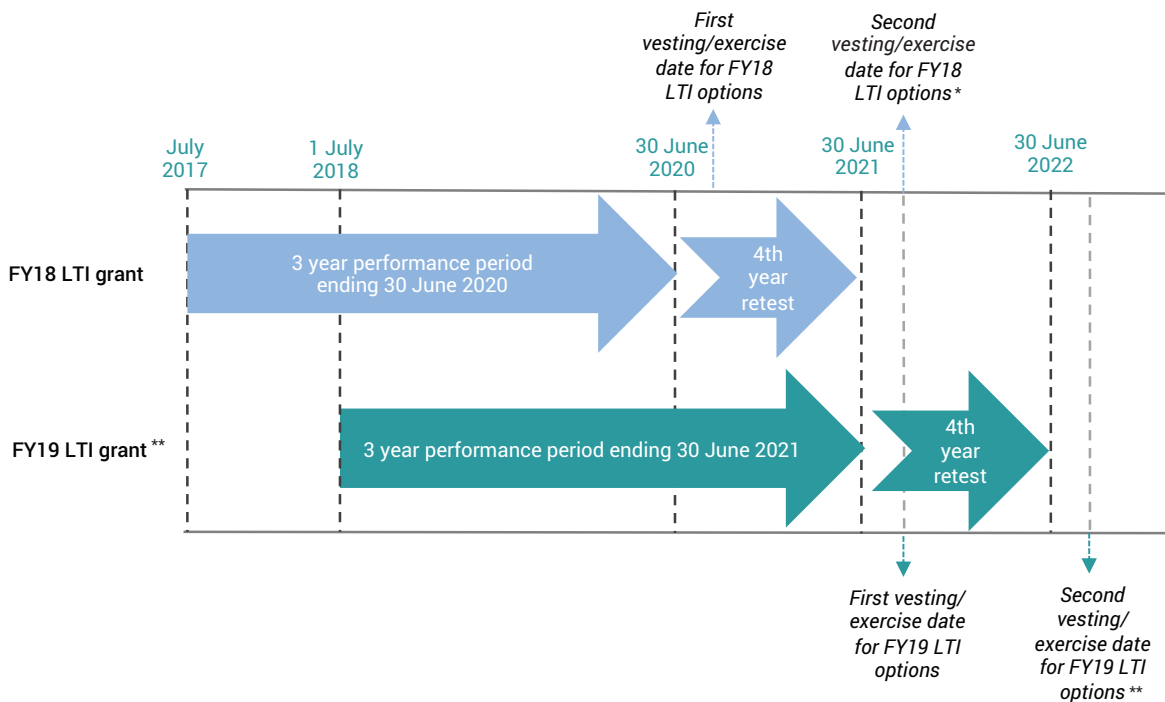 First
vesting/exercise
date for FY18
LTI options
Second
vesting/exercise
date for FY18
LTI options*
July
2017
1 July
2018
30 June
2020
30 June
2021
30 June
2022
FY18 LTI grant
3 year performance period
ending 30 June 2020
4th
year
retest
FY19 LTI grant **
3 year performance period ending 30 June 2021
4th
year
retest
First vesting/
exercise date
for FY19 LTI
options
Second
vesting/
exercise date
for FY19 LTI
options **